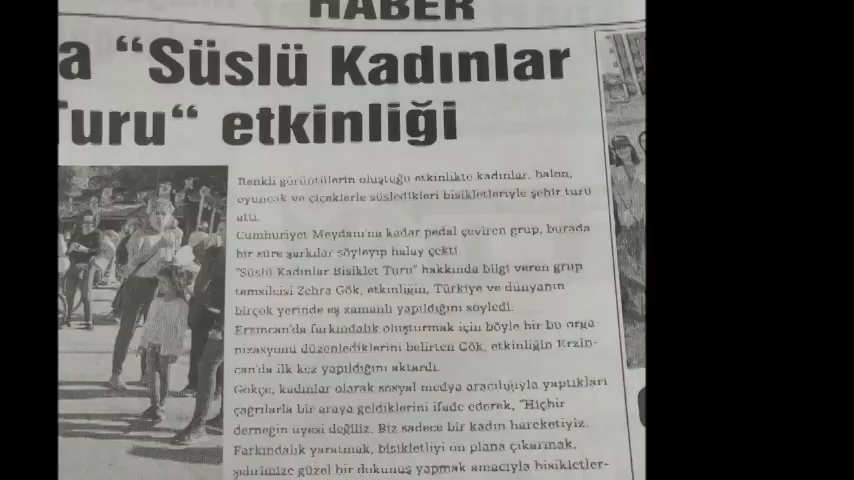 HABER
a “Süslü Kadınlar
Turu“ etkinliği
Renkli görüntülerin oluştuğu etkinlikte kadınlar, balon,
oyuncak ve çiçeklerle süsledikleri bisikletleriyle şehir turu
attı.
Cumhuriyet Meydanı'na kadar pedal çeviren grup, burada
bir süre şarkılar söyleyip halay çekti.
"Süslü Kadınlar Bisiklet Turu" hakkında bilgi veren grup
temsilcisi Zehra Gök, etkinliğin, Türkiye ve dünyanın
birçok yerinde eş zamanlı yapıldığını söyledi.
Erzincan'da farkındalık oluşturmak için böyle bir bu orga-
nizasyonu düzenlediklerini belirten Gök, etkinliğin Erzin-
can'da ilk kez yapıldığını aktardı.
Gökçe, kadınlar olarak sosyal medya aracılığıyla yaptıkları
çağrılarla bir araya geldiklerini ifade ederek, "Hiçbir
derneğin üyesi değiliz. Biz sadece bir kadın hareketiyiz.
Farkındalık yaratmak, bisikletliyi ön plana çıkarmak,
şehrimize güzel bir dokunuş yapmak amacıyla bisikletler-